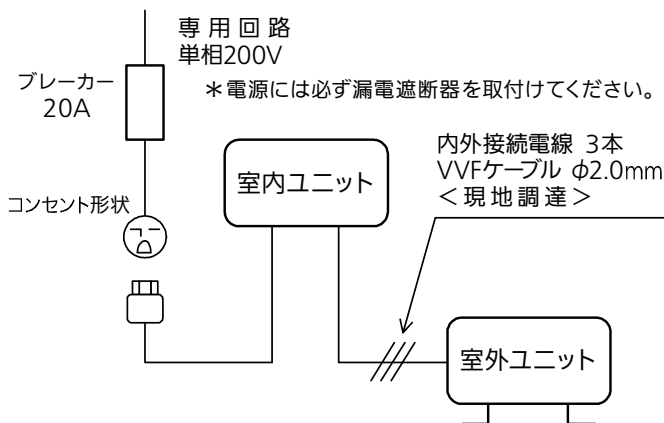 専用回路
単相200V
ブレーカー
20A
＊電源には必ず漏電遮断器を取付けてください。
内外接続電線 3本
VVFケーブル φ2.0mm
＜現地調達＞
室内ユニット
コンセント形状
室外ユニット